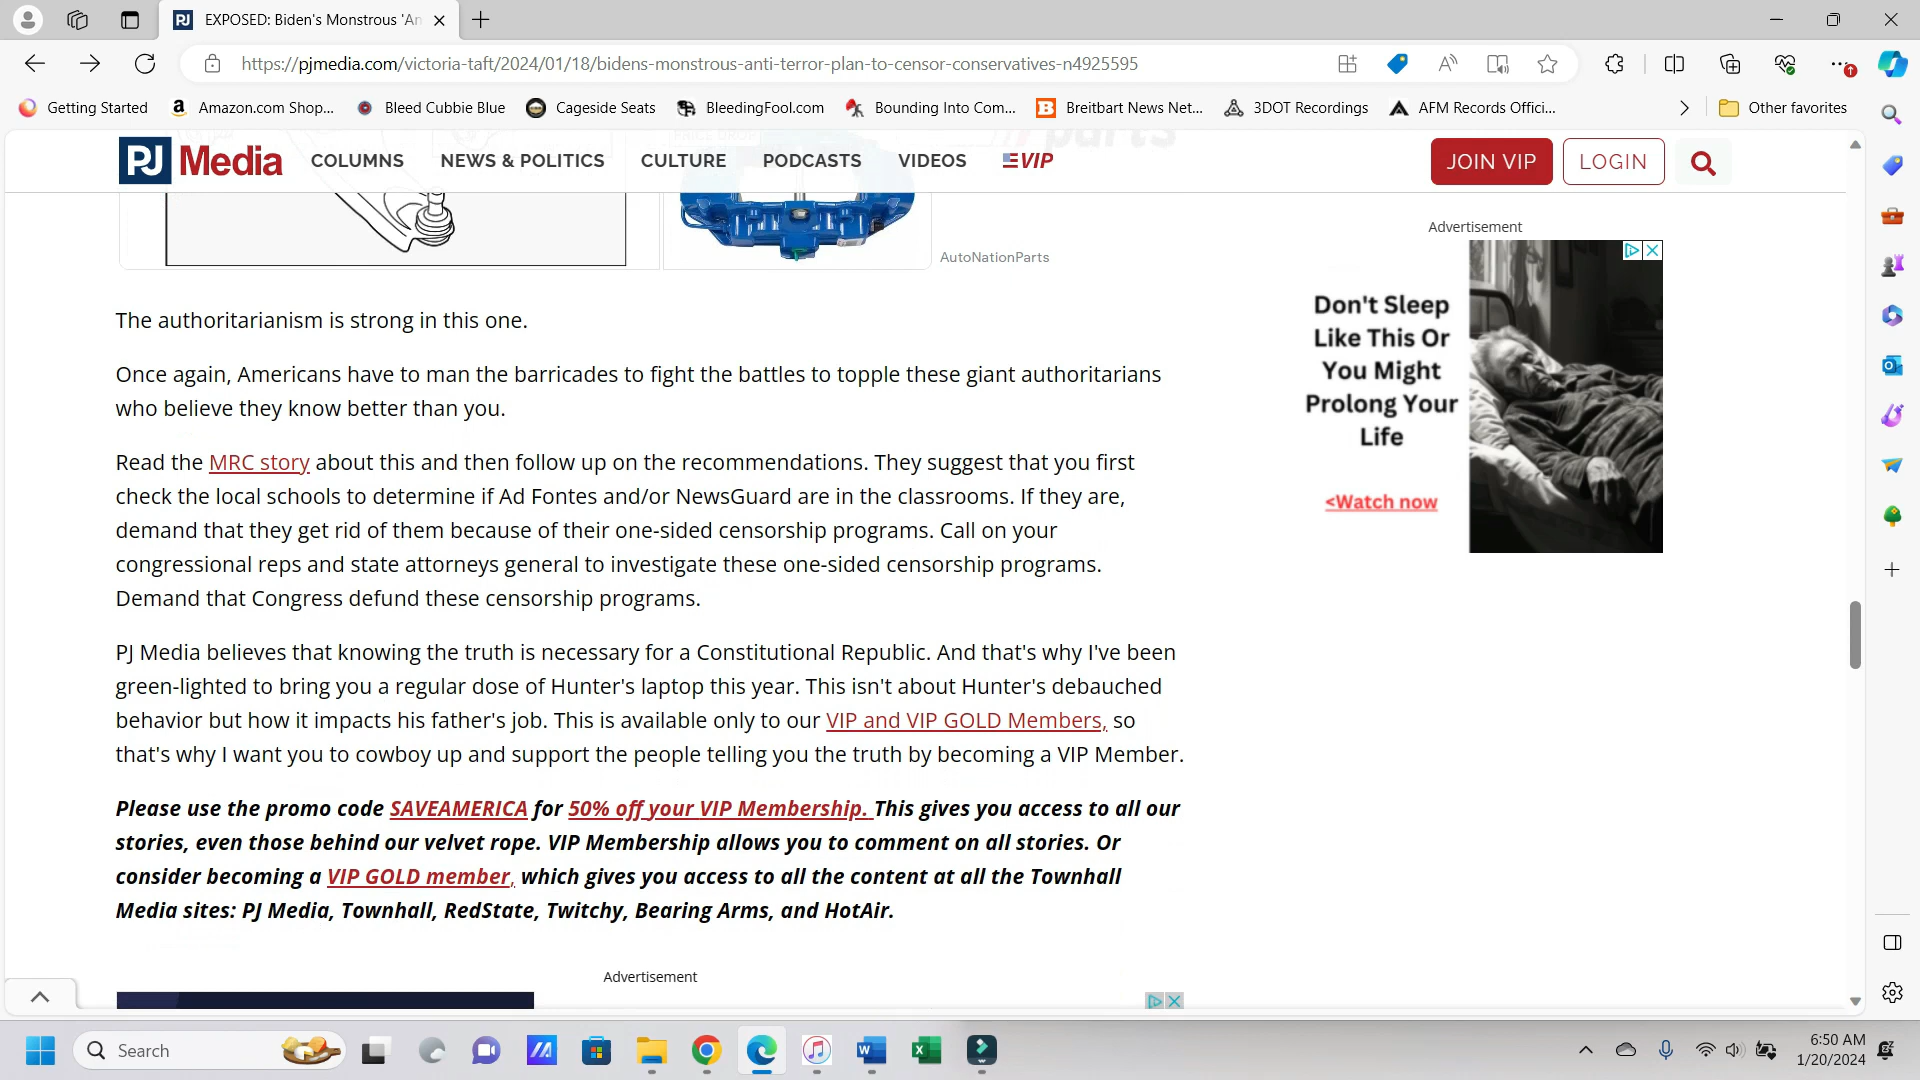 EXPOSED: Biden's Monstrous 'An
https://pjmedia.com/victoria-taft/2024/01/18/bidens-monstrous-anti-terror-plan-to-censor-conservatives-n4925595
Getting Started
Amazon.com Shop...
Bleed Cubbie Blue
Cageside Seats
BleedingFool.com
Bounding Into Com...
Breitbart News Net...
3DOT Recordings
AFM Records Offici...
Other favorites
PJ Media
COLUMNS
NEWS & POLITICS
CULTURE
PODCASTS
VIDEOS
VIP
JOIN VIP
LOGIN
PRICE DROP
parts
AutoNationParts
Advertisement
Don't Sleep
Like This Or
You Might
Prolong Your
Life
<Watch now
The authoritarianism is strong in this one.
Once again, Americans have to man the barricades to fight the battles to topple these giant authoritarians
who believe they know better than you.
Read the MRC story about this and then follow up on the recommendations. They suggest that you first
check the local schools to determine if Ad Fontes and/or NewsGuard are in the classrooms. If they are,
demand that they get rid of them because of their one-sided censorship programs. Call on your
congressional reps and state attorneys general to investigate these one-sided censorship programs.
Demand that Congress defund these censorship programs.
PJ Media believes that knowing the truth is necessary for a Constitutional Republic. And that's why I've been
green-lighted to bring you a regular dose of Hunter's laptop this year. This isn't about Hunter's debauched
behavior but how it impacts his father's job. This is available only to our VIP and VIP GOLD Members, so
that's why I want you to cowboy up and support the people telling you the truth by becoming a VIP Member.
Please use the promo code SAVEAMERICA for 50% off your VIP Membership. This gives you access to all our
stories, even those behind our velvet rope. VIP Membership allows you to comment on all stories. Or
consider becoming a VIP GOLD member, which gives you access to all the content at all the Townhall
Media sites: PJ Media, Townhall, RedState, Twitchy, Bearing Arms, and HotAir.
Advertisement
Search
6:50 AM
1/20/2024